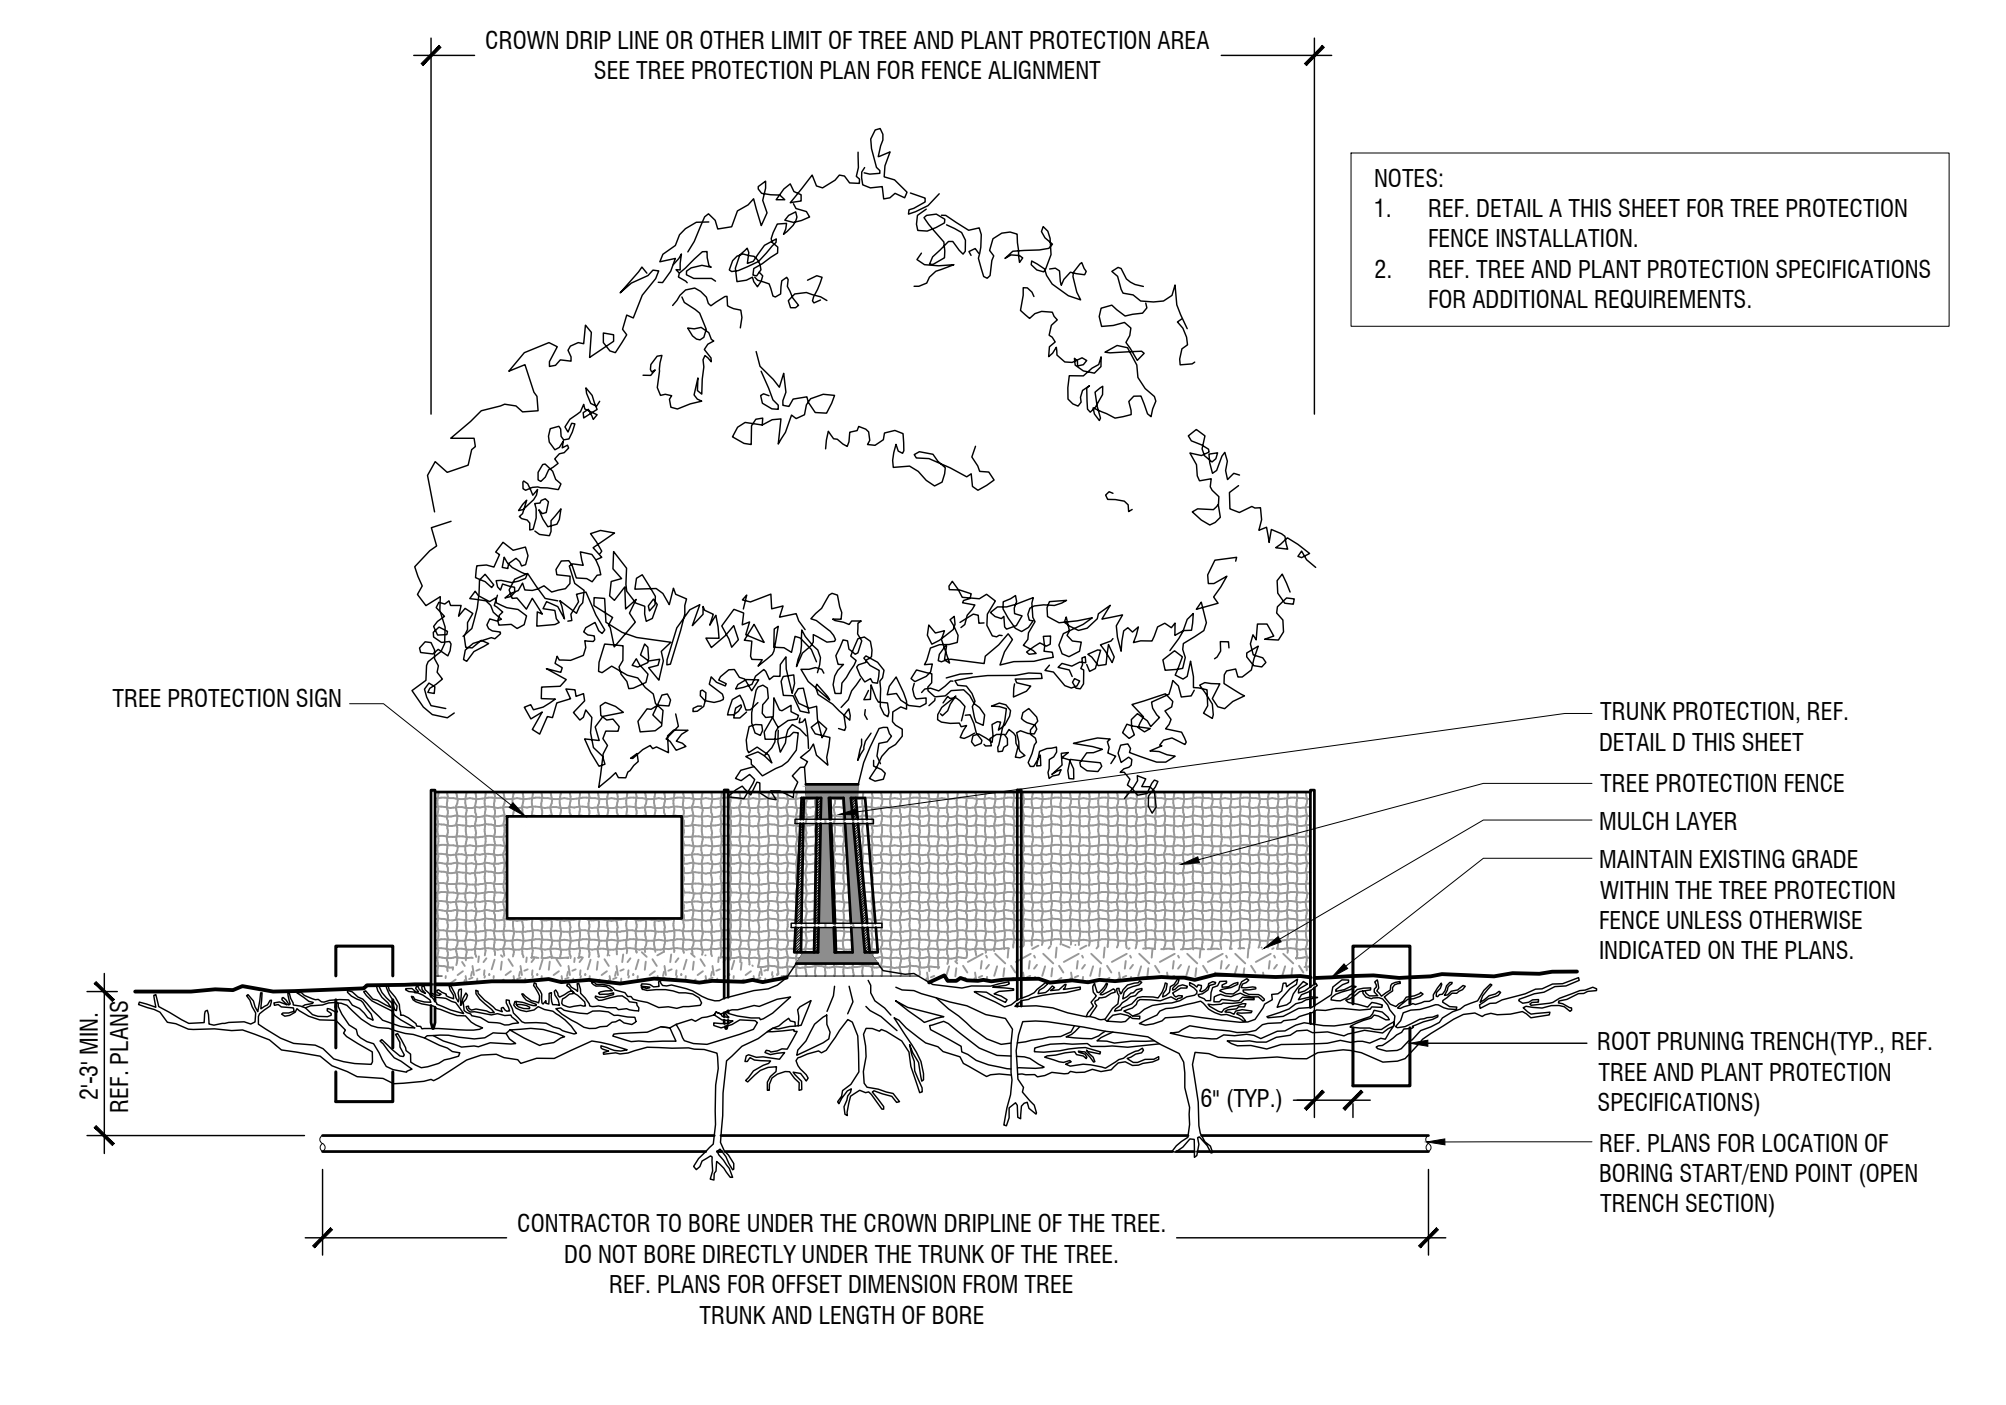 CROWN DRIP LINE OR OTHER LIMIT OF TREE AND PLANT PROTECTION AREA
SEE TREE PROTECTION PLAN FOR FENCE ALIGNMENT
NOTES:
1. REF. DETAIL A THIS SHEET FOR TREE PROTECTION
FENCE INSTALLATION.
2. REF. TREE AND PLANT PROTECTION SPECIFICATIONS
FOR ADDITIONAL REQUIREMENTS.
TREE PROTECTION SIGN
TRUNK PROTECTION, REF.
DETAIL D THIS SHEET
TREE PROTECTION FENCE
MULCH LAYER
MAINTAIN EXISTING GRADE
WITHIN THE TREE PROTECTION
FENCE UNLESS OTHERWISE
INDICATED ON THE PLANS.
2'-3' MIN.
REF. PLANS
ROOT PRUNING TRENCH(TYP., REF.
TREE AND PLANT PROTECTION
SPECIFICATIONS)
6" (TYP.)
REF. PLANS FOR LOCATION OF
BORING START/END POINT (OPEN
TRENCH SECTION)
CONTRACTOR TO BORE UNDER THE CROWN DRIPLINE OF THE TREE.
DO NOT BORE DIRECTLY UNDER THE TRUNK OF THE TREE.
REF. PLANS FOR OFFSET DIMENSION FROM TREE
TRUNK AND LENGTH OF BORE